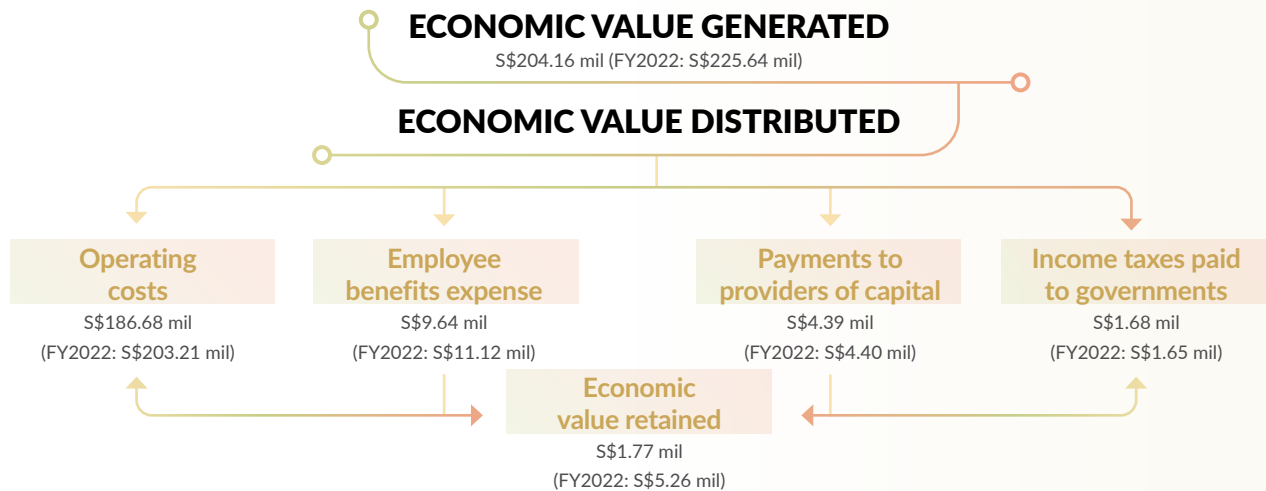 ECONOMIC VALUE GENERATED
S$204.16 mil (FY2022: S$225.64 mil)
ECONOMIC VALUE DISTRIBUTED
Operating
costs
S$186.68 mil
(FY2022: S$203.21 mil)
Employee
benefits expense
S$9.64 mil
(FY2022: S$11.12 mil)
Payments to
providers of capital
S$4.39 mil
(FY2022: S$4.40 mil)
Income taxes paid
to governments
S$1.68 mil
(FY2022: S$1.65 mil)
Economic
value retained
S$1.77 mil
(FY2022: S$5.26 mil)